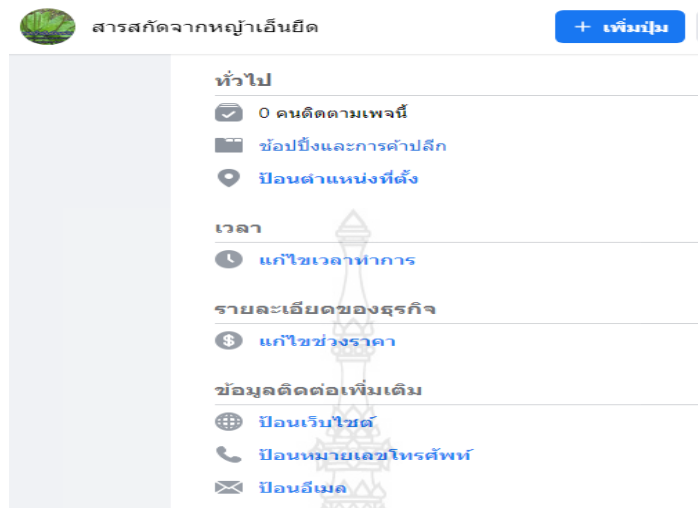 สารสกัดจากหญ้าเอ็นยืด
+ เพิ่มปุ่ม
ทั่วไป
0 คนติดตามเพจนี้
ช้อปปิ้งและการค้าปลีก
ป้อนตำแหน่งที่ตั้ง
เวลา
แก้ไขเวลาทำการ
รายละเอียดของธุรกิจ
แก้ไขช่วงราคา
ข้อมูลติดต่อเพิ่มเติม
ป้อนเว็บไซต์
ป้อนหมายเลขโทรศัพท์
ป้อนอีเมล